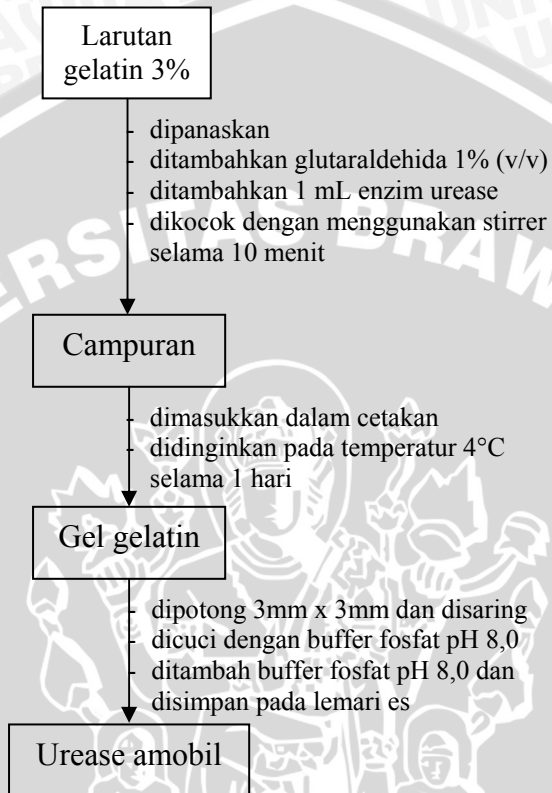 Larutan
gelatin 3%
- dipanaskan
- ditambahkan glutaraldehida 1% (v/v)
- ditambahkan 1 mL enzim urease
- dikocok dengan menggunakan stirrer
selama 10 menit
ERSITAS BRAW
Campuran
- dimasukkan dalam cetakan
- didinginkan pada temperatur 4°C
selama 1 hari
Gel gelatin
- dipotong 3mm x 3mm dan disaring
- dicuci dengan buffer fosfat pH 8,0
- ditambah buffer fosfat pH 8,0 dan
disimpan pada lemari es
Urease amobil